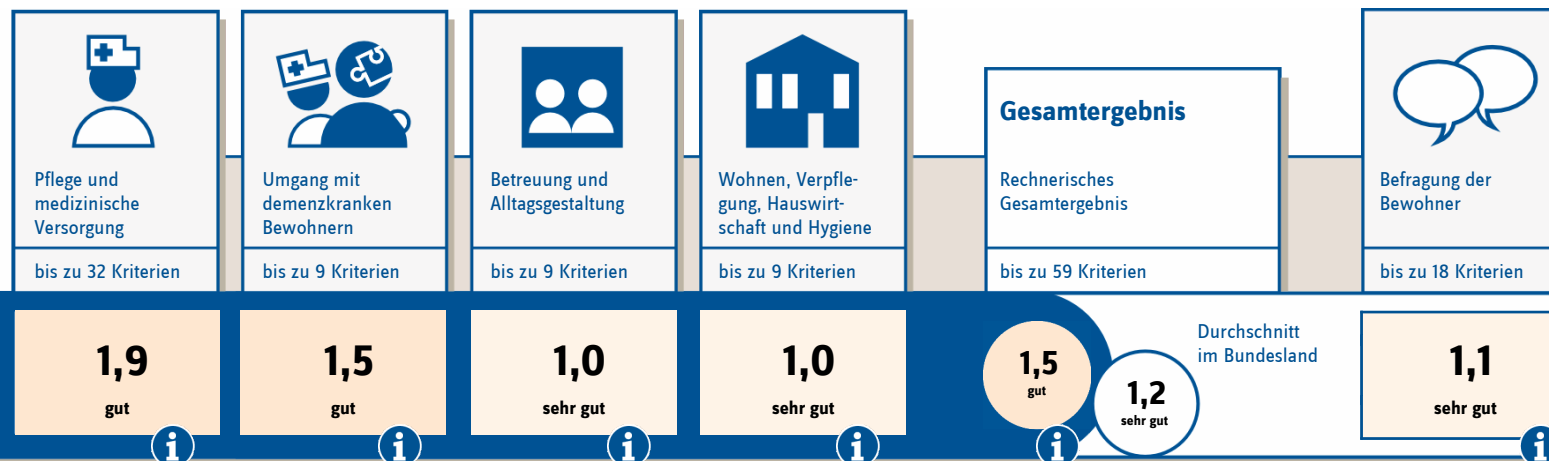 Pflege und
medizinische
Versorgung
bis zu 32 Kriterien
1,9
gut
i
Umgang mit
demenzkranken
Bewohnern
bis zu 9 Kriterien
1,5
gut
i
Betreuung und
Alltagsgestaltung
bis zu 9 Kriterien
1,0
sehr gut
i
Wohnen, Verpfle-
gung, Hauswirt-
schaft und Hygiene
bis zu 9 Kriterien
1,0
sehr gut
i
Gesamtergebnis
Rechnerisches
Gesamtergebnis
bis zu 59 Kriterien
1,5
gut
i
1,2
sehr gut
Durchschnitt
im Bundesland
Befragung der
Bewohner
bis zu 18 Kriterien
1,1
sehr gut
i